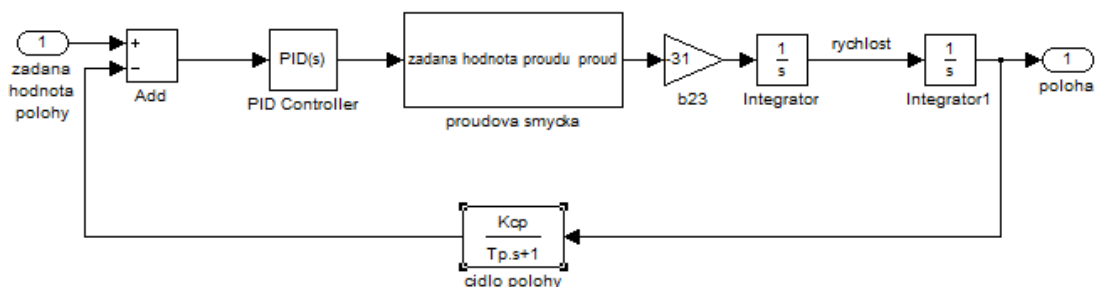 1
zadana
hodnota
polohy
+
−
Add
PID(s)
PID Controller
zadana hodnota proudu proud
proudova smycka
-31
b23
1
s
Integrator
rychlost
1
s
Integrator1
1
poloha
Kcp
Tp.s+1
cidlo polohy